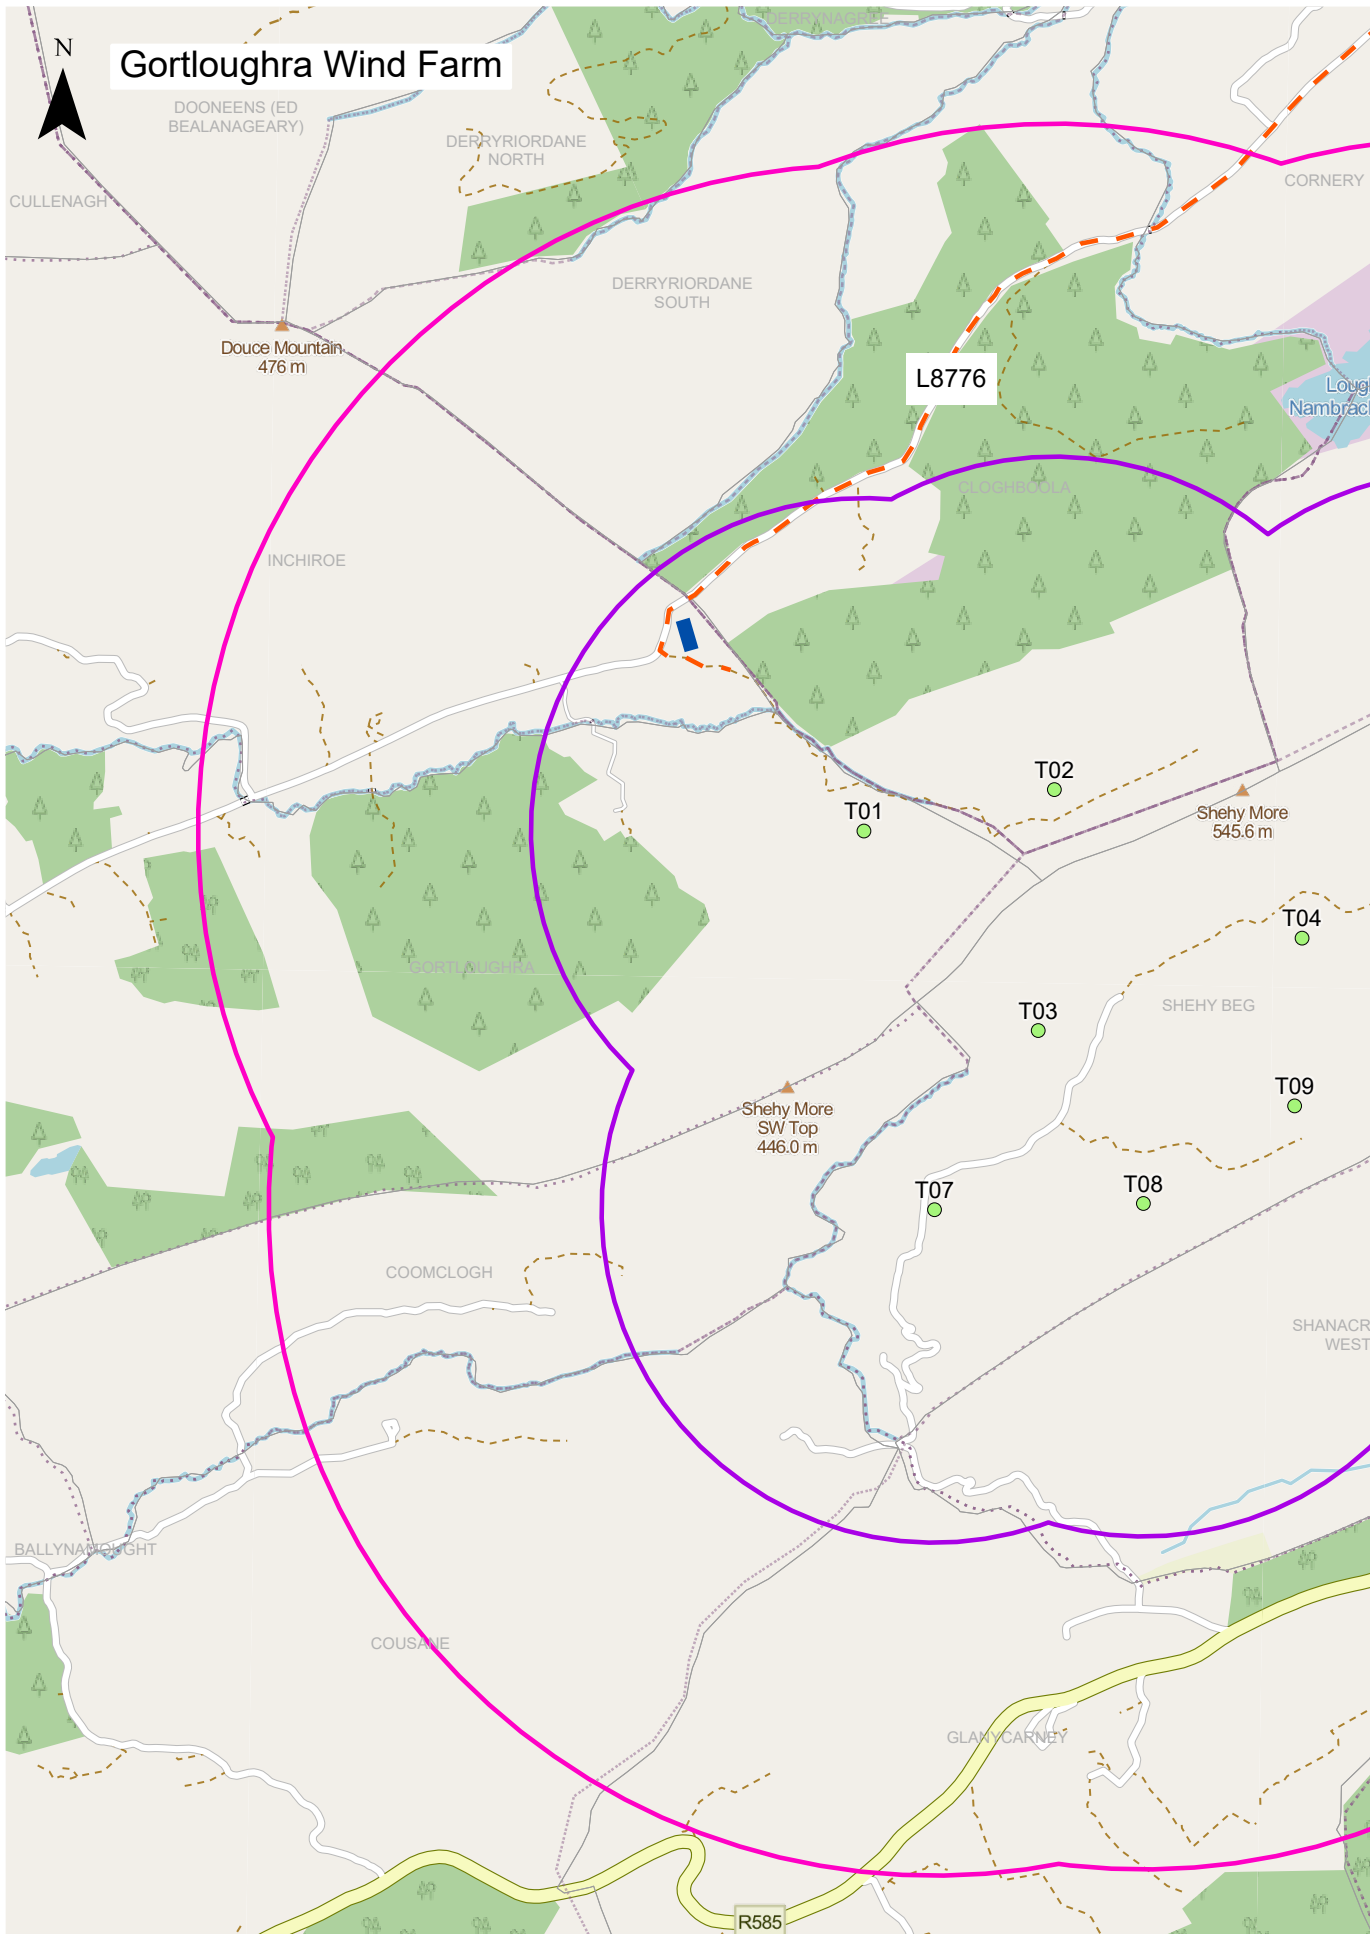 N
Gortloughra Wind Farm
DERRYNAGREE
DOONEENS (ED
BEALANAGEARY)
DERRYRIORDANE
NORTH
CULLENAGH
CORNERY
DERRYRIORDANE
SOUTH
Douce Mountain
476 m
L8776
Loug
Nambrac
CLOGHBOOLA
INCHIROE
T02
T01
Shehy More
545.6 m
T04
GORTLOUGHRA
SHEHY BEG
T03
T09
Shehy More
SW Top
446.0 m
T07
T08
COOMCLOGH
SHANACR
WEST
BALLYNAMOUGHT
COUSANE
GLANYCARNEY
R585